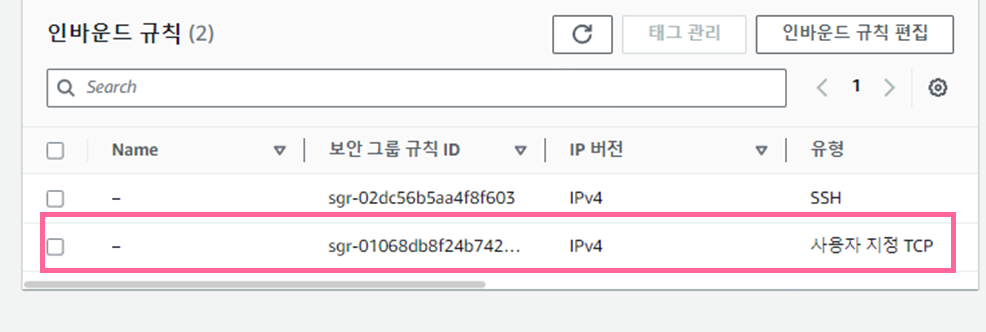 인바운드 규칙 (2) 태그 관리 인바운드 규칙 편집
Search 1
Name 보안 그룹 규칙 ID IP 버전 유형
– sgr-02dc56b5aa4f8f603 IPv4 SSH
– sgr-01068db8f24b742... IPv4 사용자 지정 TCP